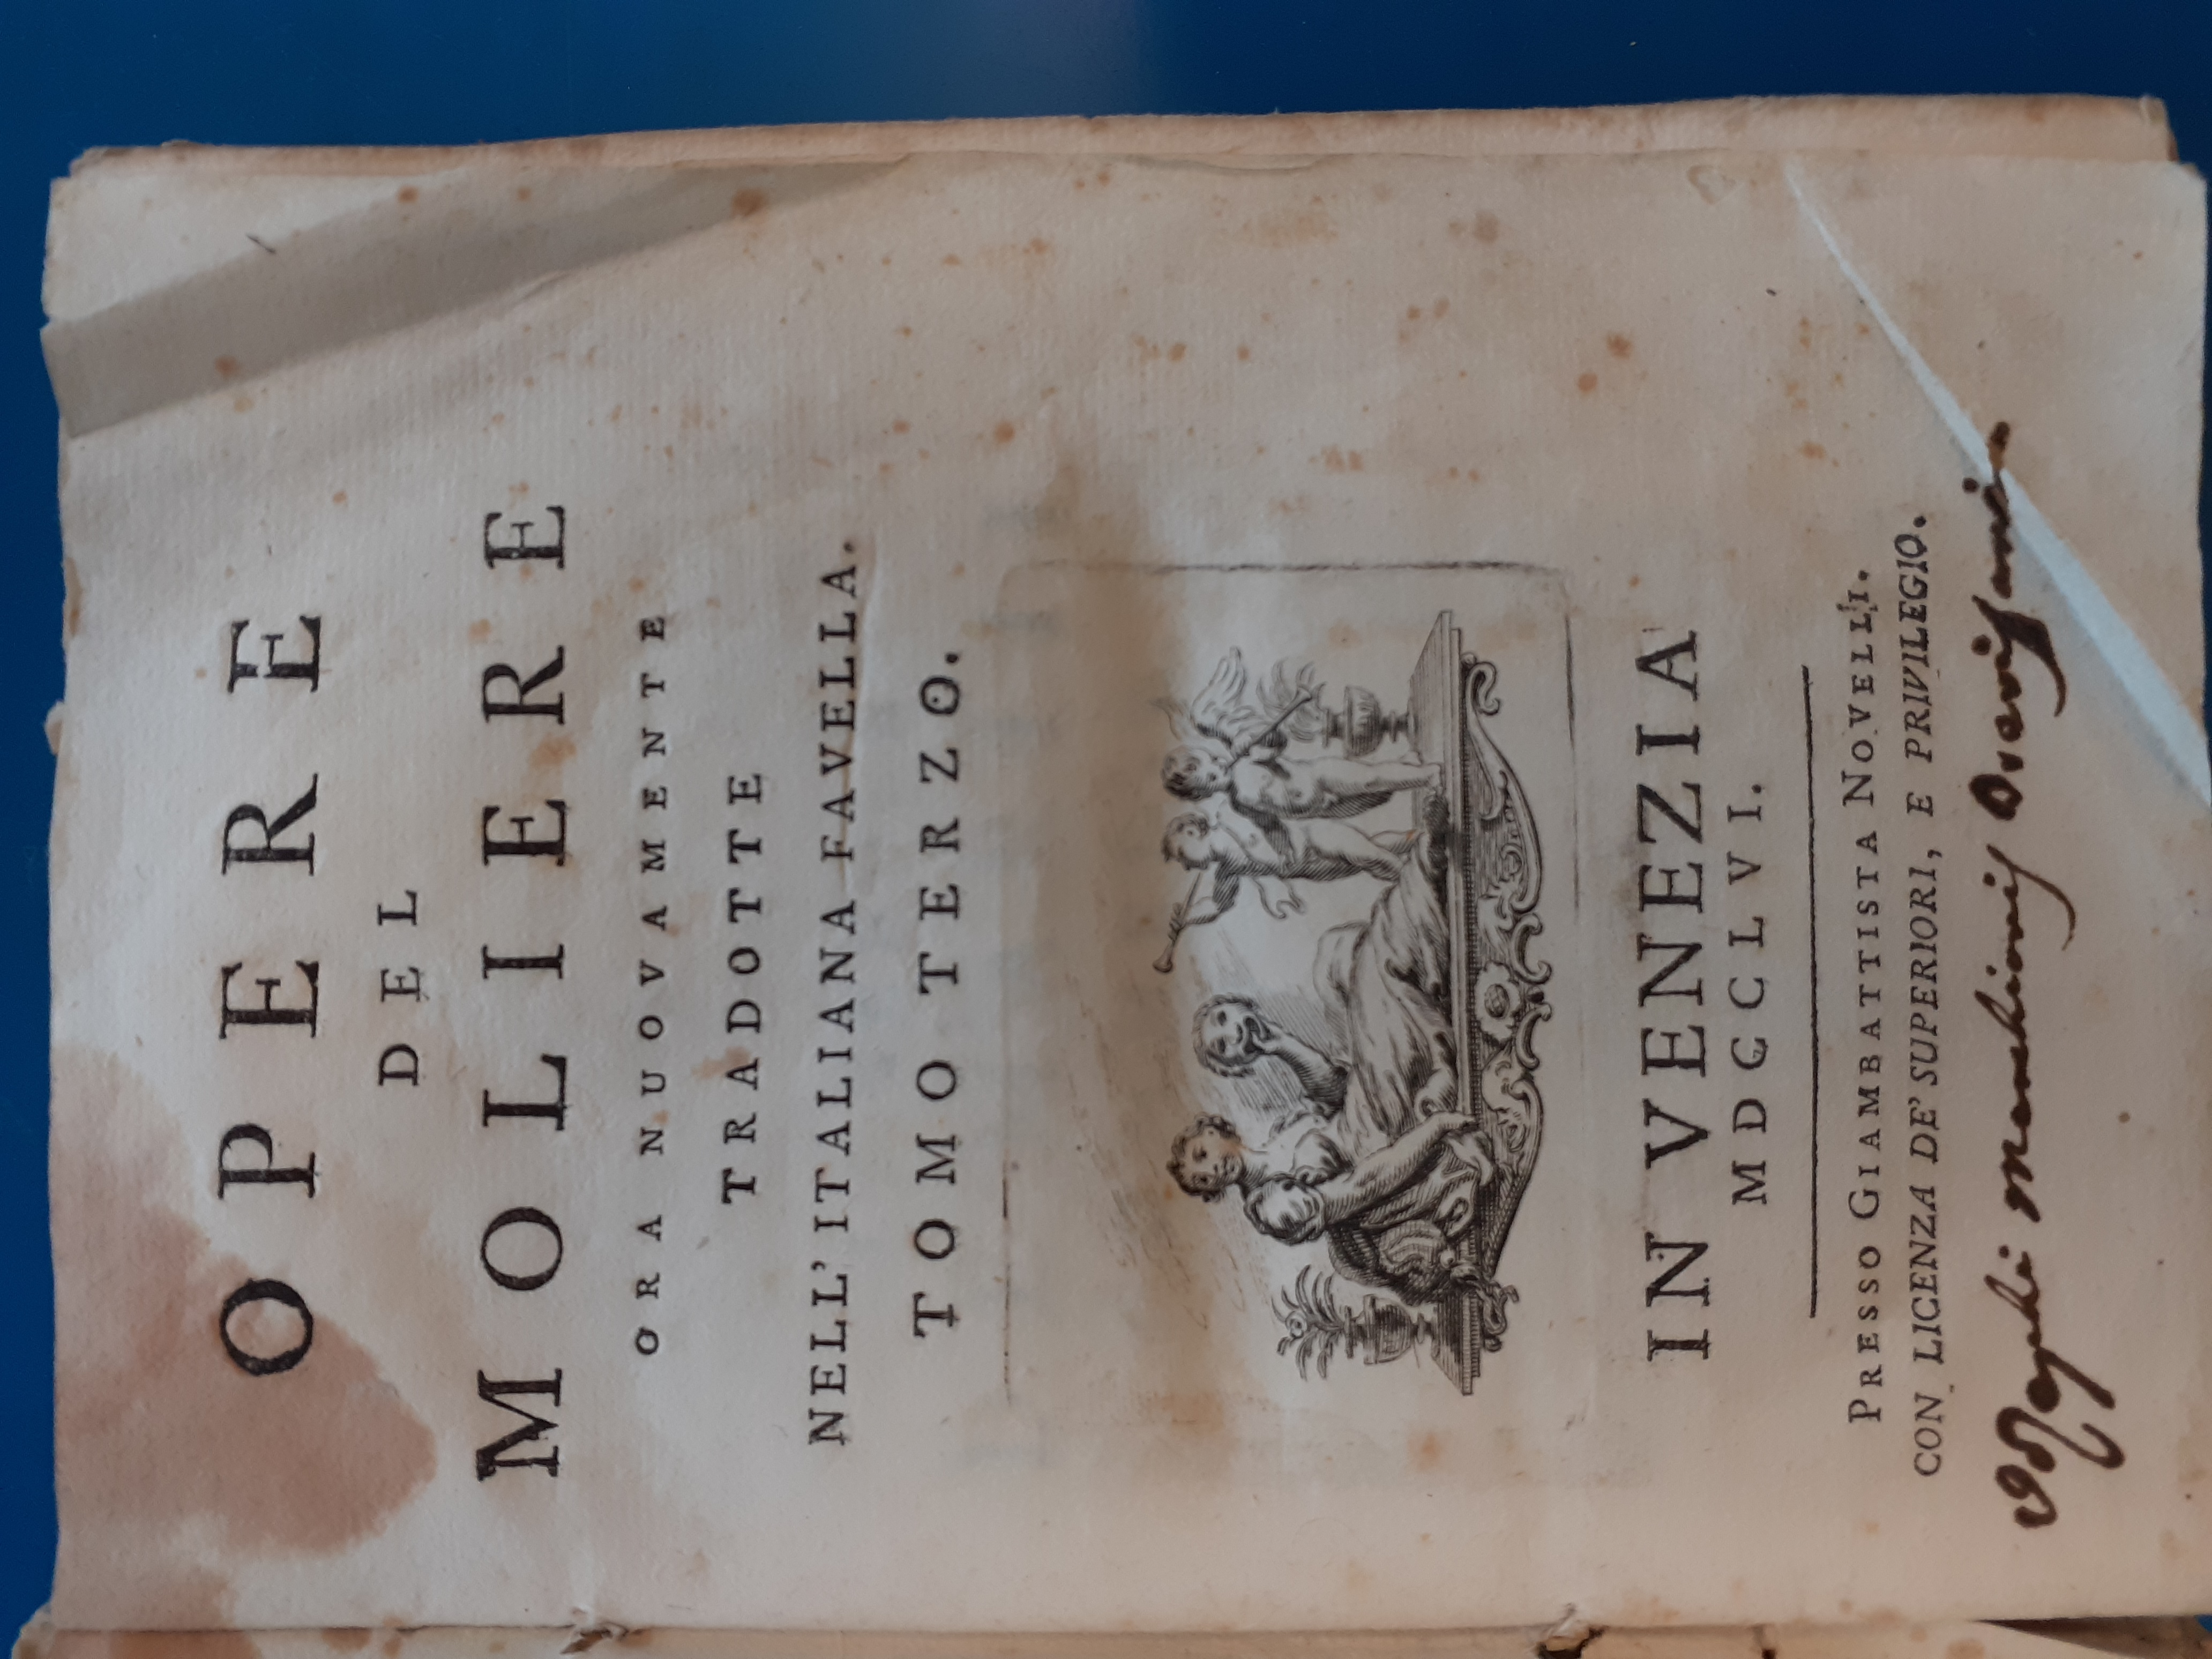 OPERE
DEL
MOLIERE
ORA NUOVAMENTE
TRADOTTE
NELL' ITALIANA FAVELLA.
TOMO TERZO.
IN VENEZIA
MDCCLVI.
PRESSO GIAMBATTISTA NOVELLI.
CON LICENZA DE' SUPERIORI, E PRIVILEGIO.